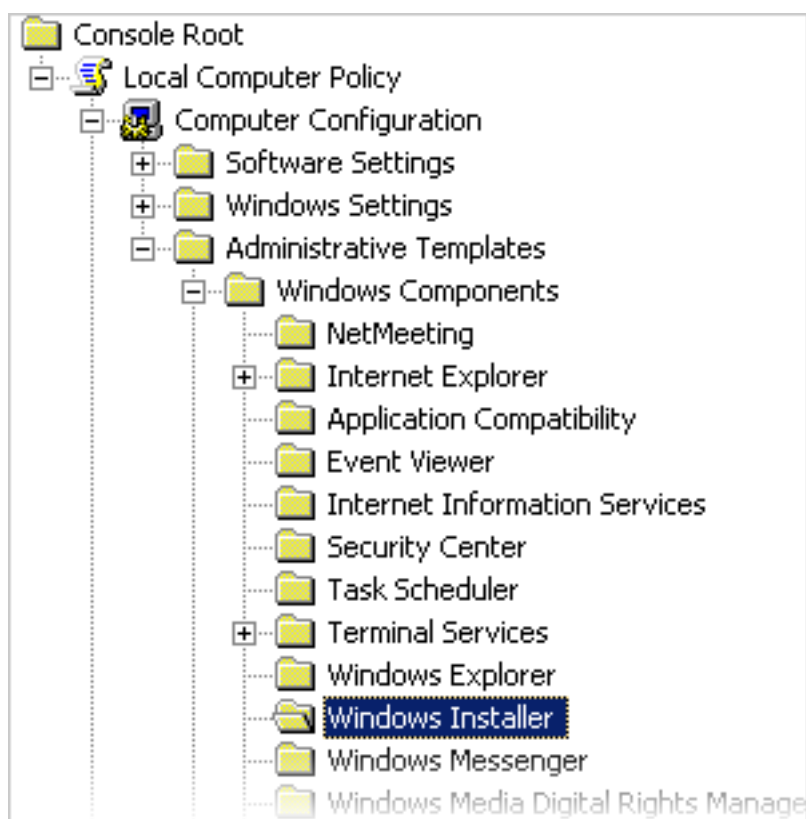 Console Root
Local Computer Policy
Computer Configuration
Software Settings
Windows Settings
Administrative Templates
Windows Components
NetMeeting
Internet Explorer
Application Compatibility
Event Viewer
Internet Information Services
Security Center
Task Scheduler
Terminal Services
Windows Explorer
Windows Installer
Windows Messenger
Windows Media Digital Rights Manage